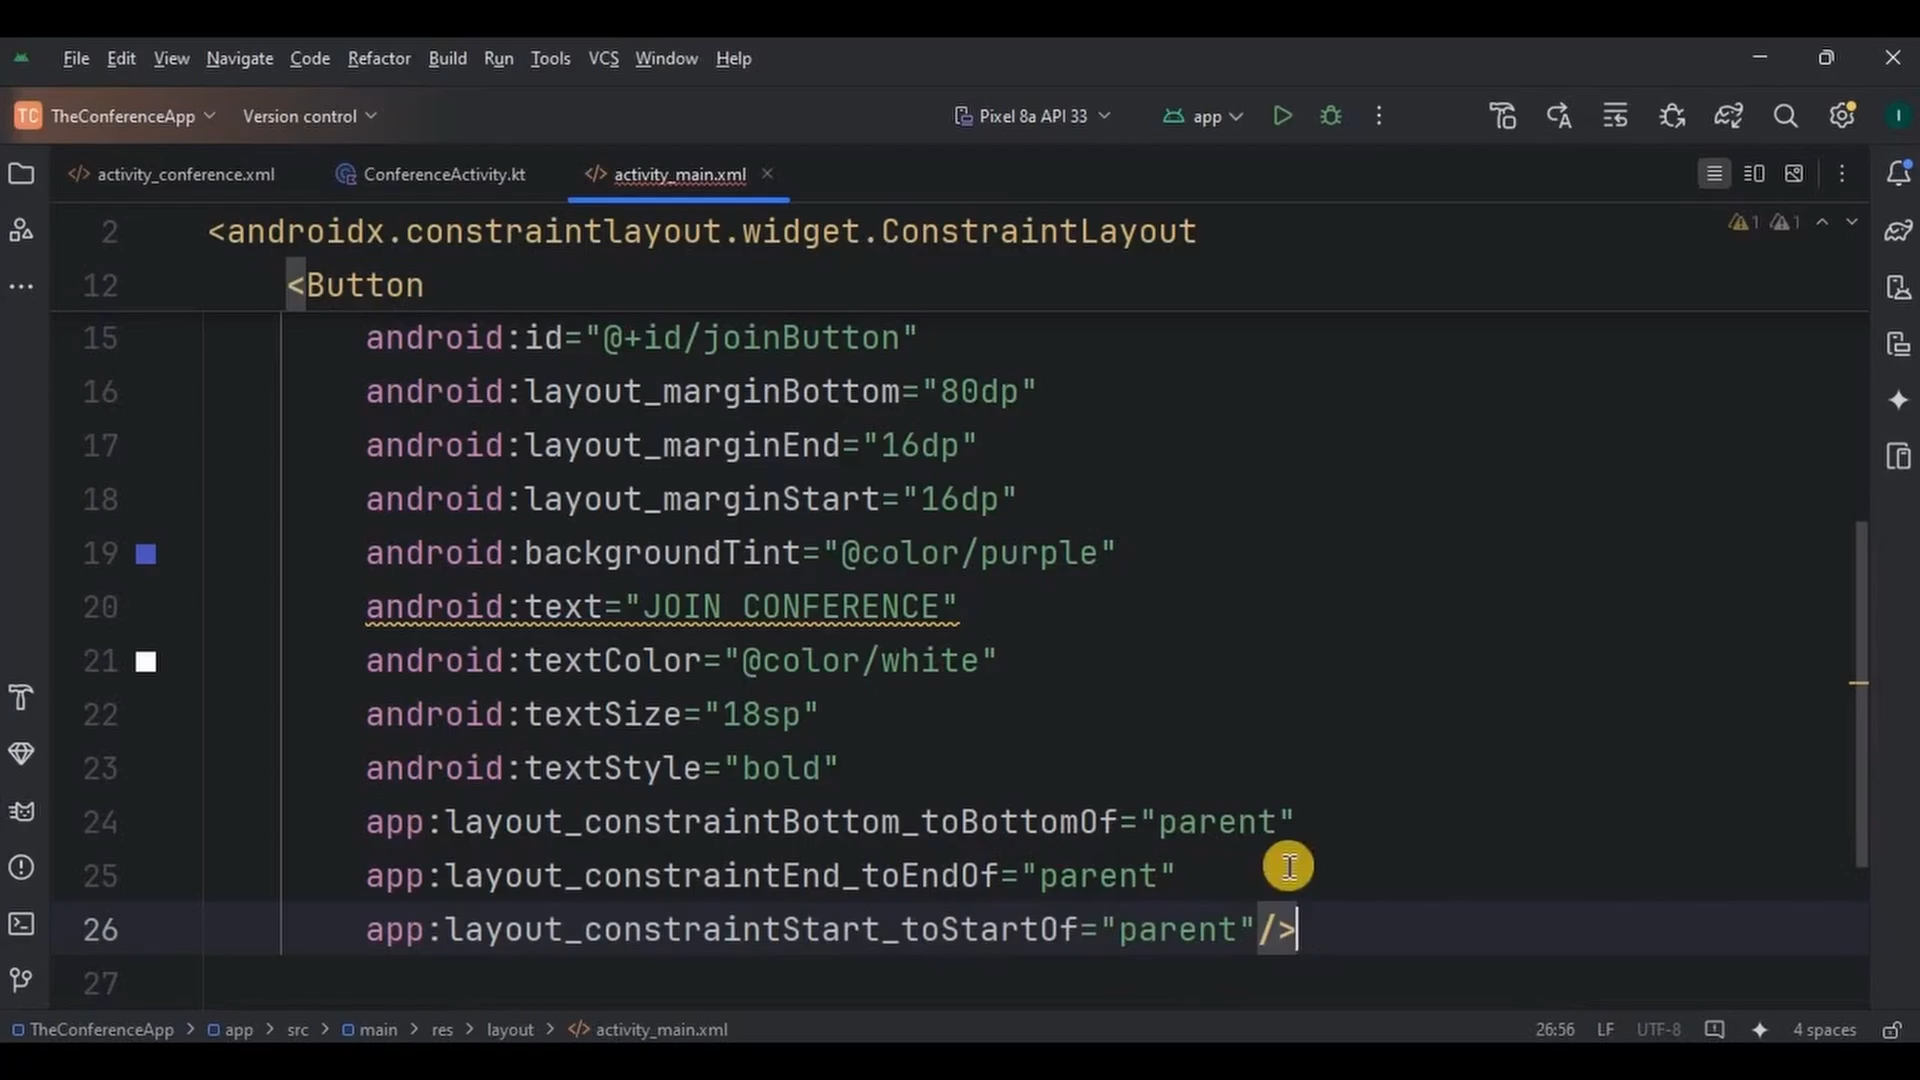 File Edit View Navigate Code Refactor Build Run Tools VCS Window Help
TC TheConferenceApp Version control Pixel 8a API 33 app I
</> activity_conference.xml ConferenceActivity.kt </> activity_main.xml
2 <androidx.constraintlayout.widget.ConstraintLayout 1 1
12 <Button
15 android:id="@+id/joinButton"
16 android:layout_marginBottom="80dp"
17 android:layout_marginEnd="16dp"
18 android:layout_marginStart="16dp"
19 android:backgroundTint="@color/purple"
20 android:text="JOIN CONFERENCE"
21 android:textColor="@color/white"
22 android:textSize="18sp"
23 android:textStyle="bold"
24 app:layout_constraintBottom_toBottomOf="parent"
25 app:layout_constraintEnd_toEndOf="parent"
26 app:layout_constraintStart_toStartOf="parent"/>
27
TheConferenceApp > app > src > main > res > layout > </> activity_main.xml 26:56 LF UTF-8 4 spaces